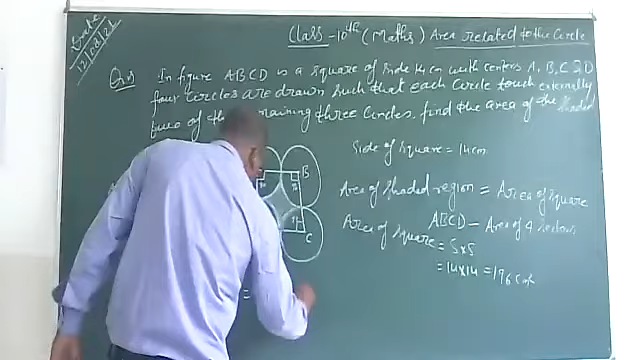 Date
12/02/21
Class - 10th (Maths) Area related to the Circle
Qns In figure ABCD is a square of side 14 cm with centers A, B, C & D
four circles are drawn such that each Circle touch externally
two of the remaining three circles. find the area of the shaded
Side of square = 14cm
Area of shaded region = Area of square
ABCD - Area of 4 sectors
Area of square = S×S
= 14×14 = 196 cm²
B
C
=